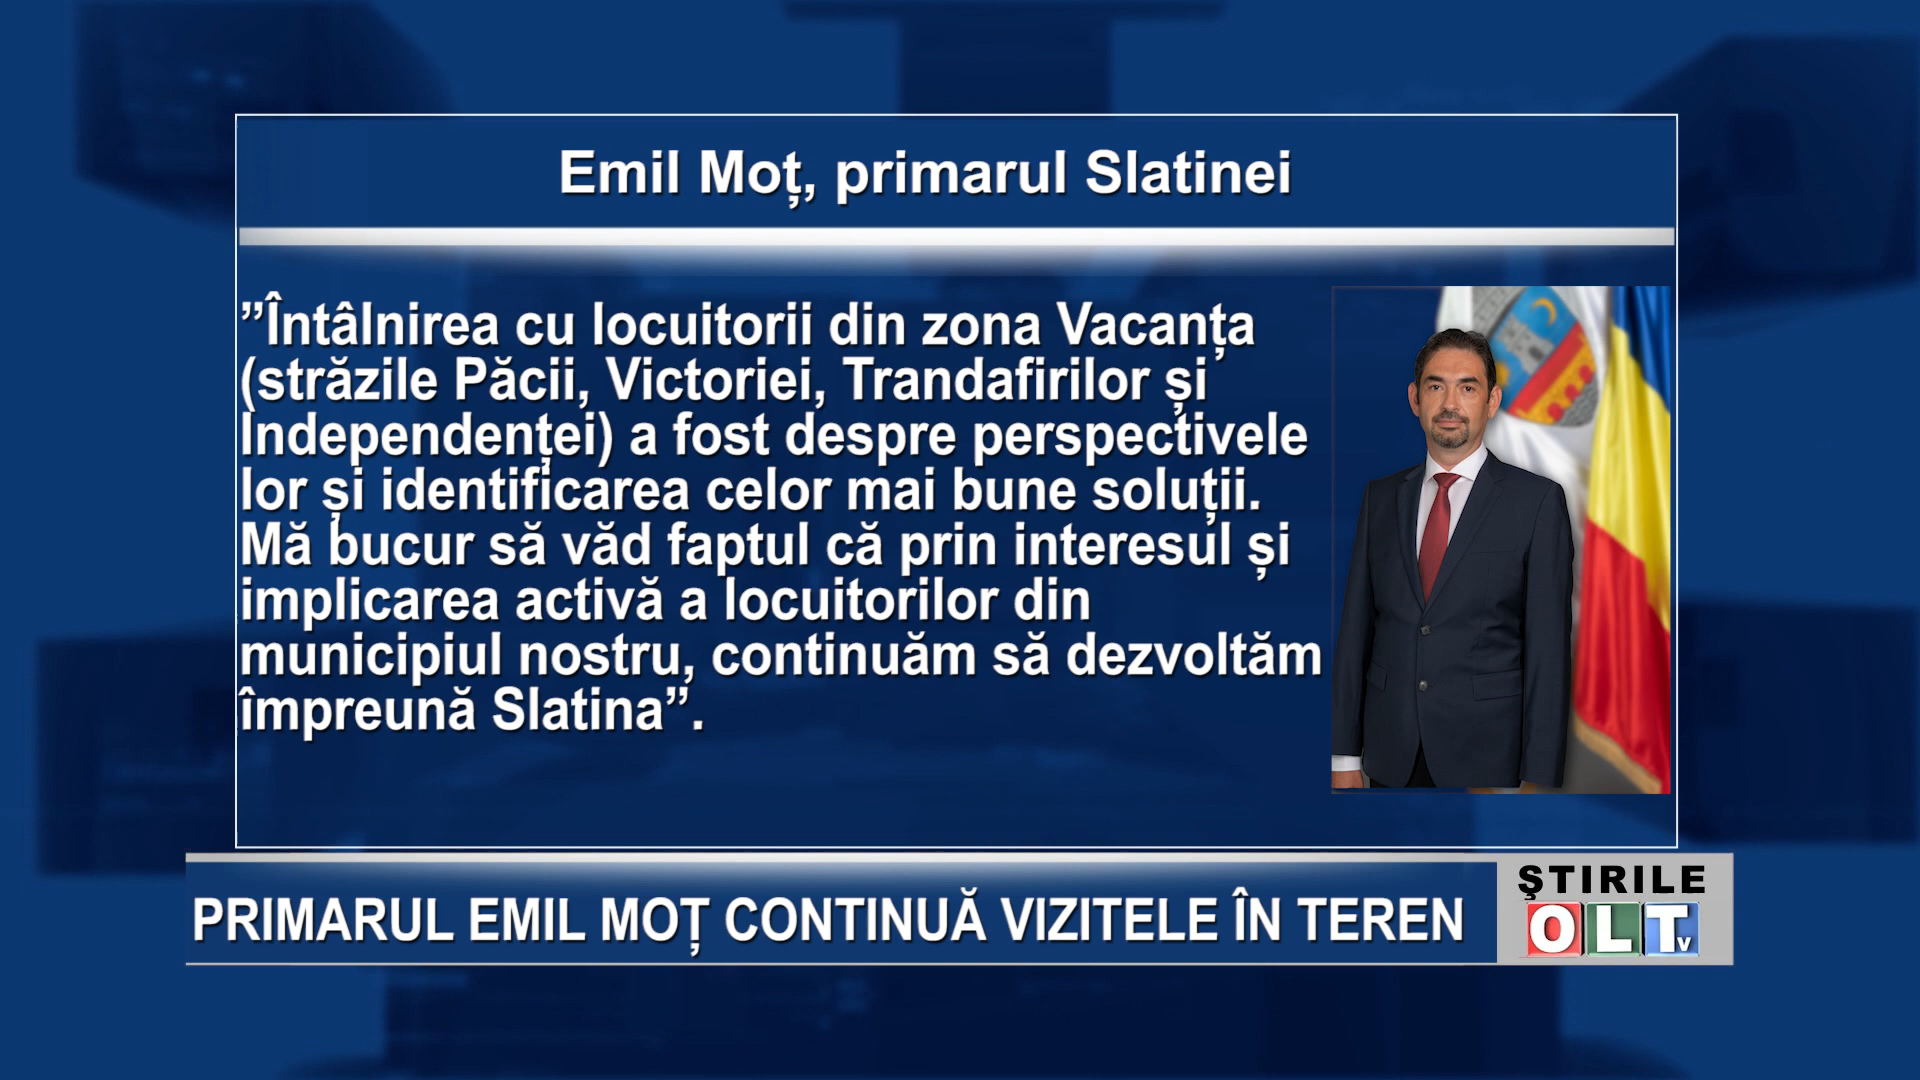 Emil Moț, primarul Slatinei
”Întâlnirea cu locuitorii din zona Vacanța
(străzile Păcii, Victoriei, Trandafirilor și
Independenței) a fost despre perspectivele
lor și identificarea celor mai bune soluții.
Mă bucur să văd faptul că prin interesul și
implicarea activă a locuitorilor din
municipiul nostru, continuăm să dezvoltăm
împreună Slatina”.
PRIMARUL EMIL MOȚ CONTINUĂ VIZITELE ÎN TEREN
ŞTIRILE
OLTv